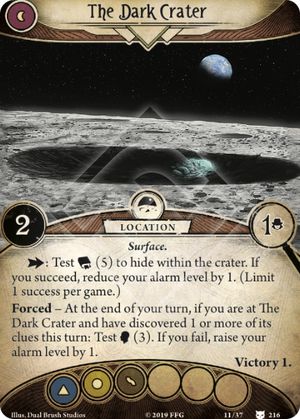 The Dark Crater
2
LOCATION
1
Surface.
: Test (5) to hide within the crater. If
you succeed, reduce your alarm level by 1. (Limit
1 success per game.)
Forced – At the end of your turn, if you are at
The Dark Crater and have discovered 1 or more of its
clues this turn: Test (3). If you fail, raise your
alarm level by 1.
Victory 1.
Illus. Dual Brush Studios
© 2019 FFG
11/37
216